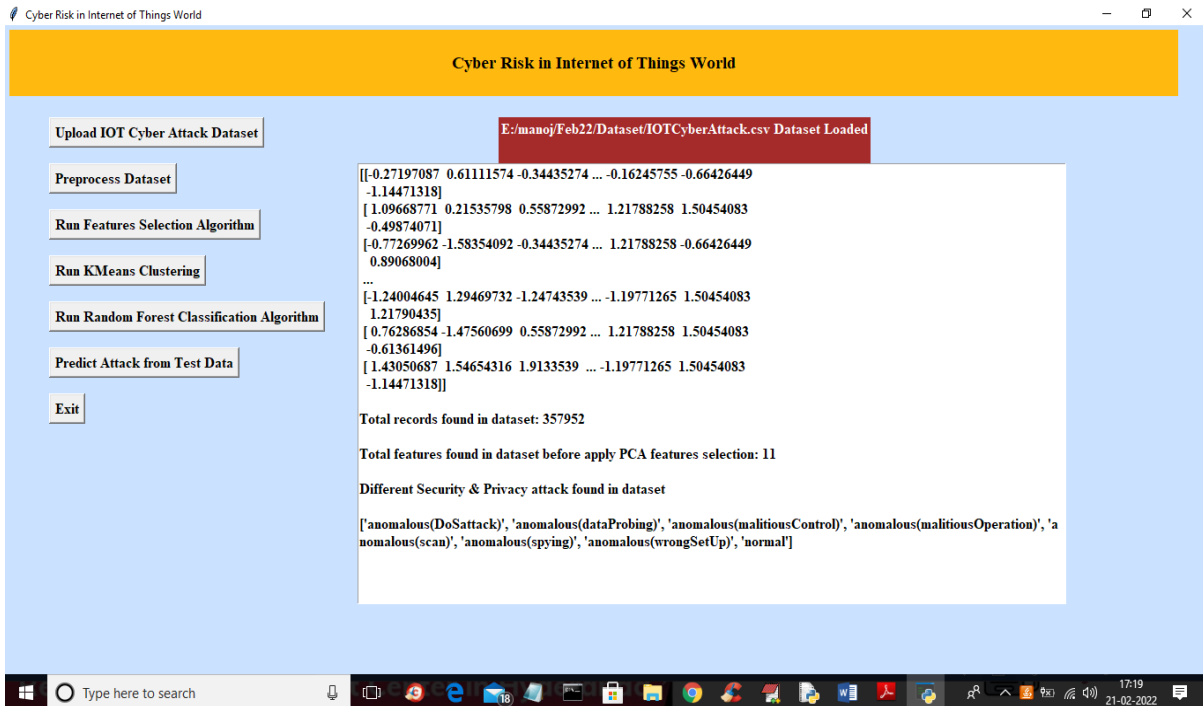 Cyber Risk in Internet of Things World
Cyber Risk in Internet of Things World
Upload IOT Cyber Attack Dataset
E:/manoj/Feb22/Dataset/IOTCyberAttack.csv Dataset Loaded
Preprocess Dataset
Run Features Selection Algorithm
Run KMeans Clustering
Run Random Forest Classification Algorithm
Predict Attack from Test Data
Exit
[[-0.27197087 0.61111574 -0.34435274 ... -0.16245755 -0.66426449
-1.14471318]
[ 1.09668771 0.21535798 0.55872992 ... 1.21788258 1.50454083
-0.49874071]
[-0.77269962 -1.58354092 -0.34435274 ... 1.21788258 -0.66426449
0.89068004]
...
[-1.24004645 1.29469732 -1.24743539 ... -1.19771265 1.50454083
1.21790435]
[ 0.76286854 -1.47560699 0.55872992 ... 1.21788258 1.50454083
-0.61361496]
[ 1.43050687 1.54654316 1.9133539 ... -1.19771265 1.50454083
-1.14471318]]
Total records found in dataset: 357952
Total features found in dataset before apply PCA features selection: 11
Different Security & Privacy attack found in dataset
['anomalous(DoSattack)', 'anomalous(dataProbing)', 'anomalous(malitiousControl)', 'anomalous(malitiousOperation)', 'a
nomalous(scan)', 'anomalous(spying)', 'anomalous(wrongSetUp)', 'normal']
Type here to search
18
17:19
21-02-2022